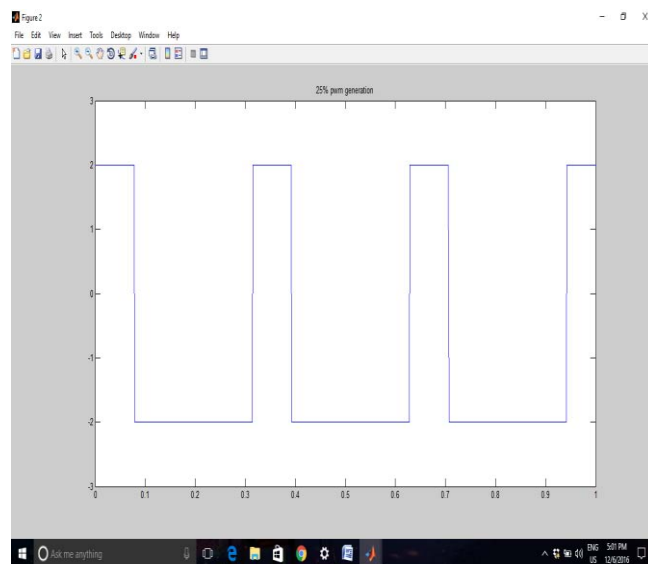 Figure 2
File Edit View Insert Tools Desktop Window Help
25% pwm generation
3
2
1
0
-1
-2
-3
0 0.1 0.2 0.3 0.4 0.5 0.6 0.7 0.8 0.9 1
Ask me anything
ENG 5:01 PM
US 12/6/2016